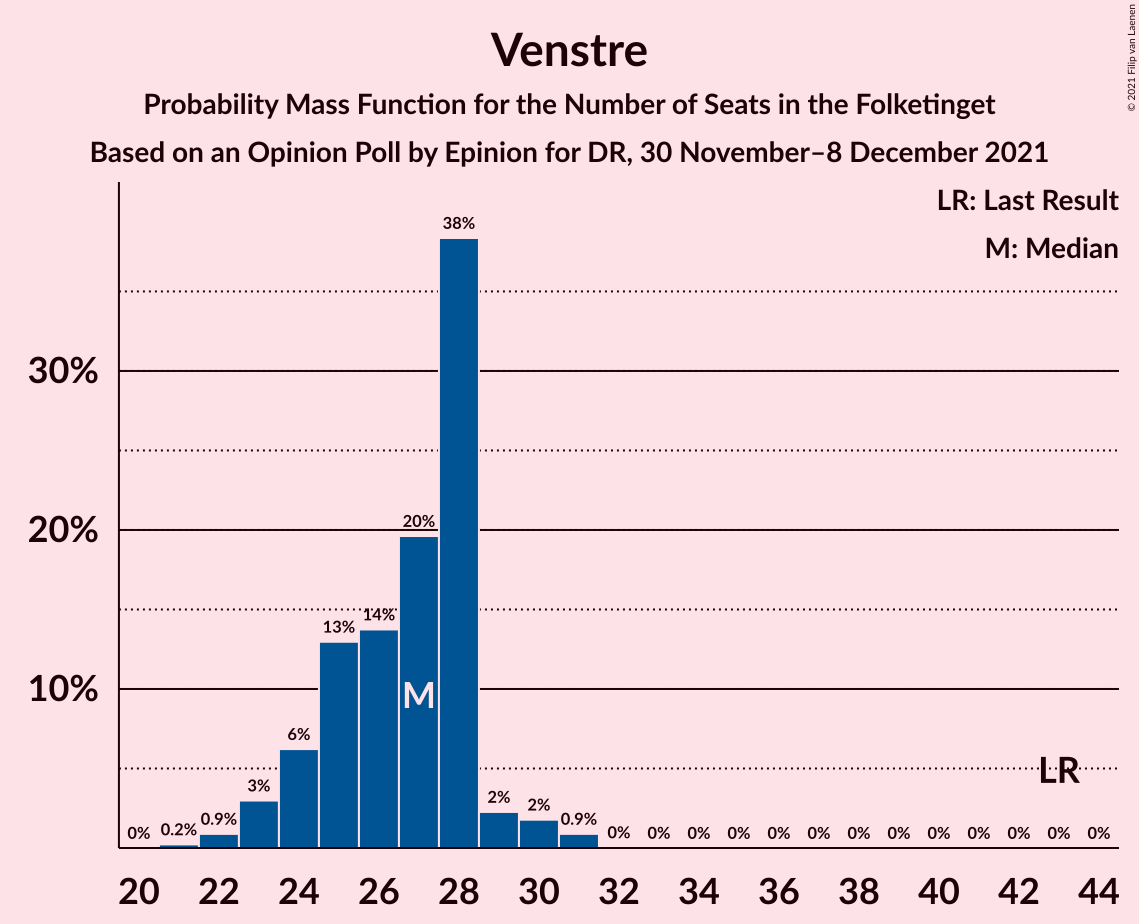 © 2021 Filip van Laenen
Venstre
Probability Mass Function for the Number of Seats in the Folketinget
Based on an Opinion Poll by Epinion for DR, 30 November–8 December 2021
LR: Last Result
M: Median
38%
30%
20%
20%
14%
13%
10%
M
6%
LR
3%
2%
2%
0%
0.2%
0.9%
0.9%
0% 0% 0% 0% 0% 0% 0% 0% 0% 0% 0% 0% 0%
20 22 24 26 28 30 32 34 36 38 40 42 44